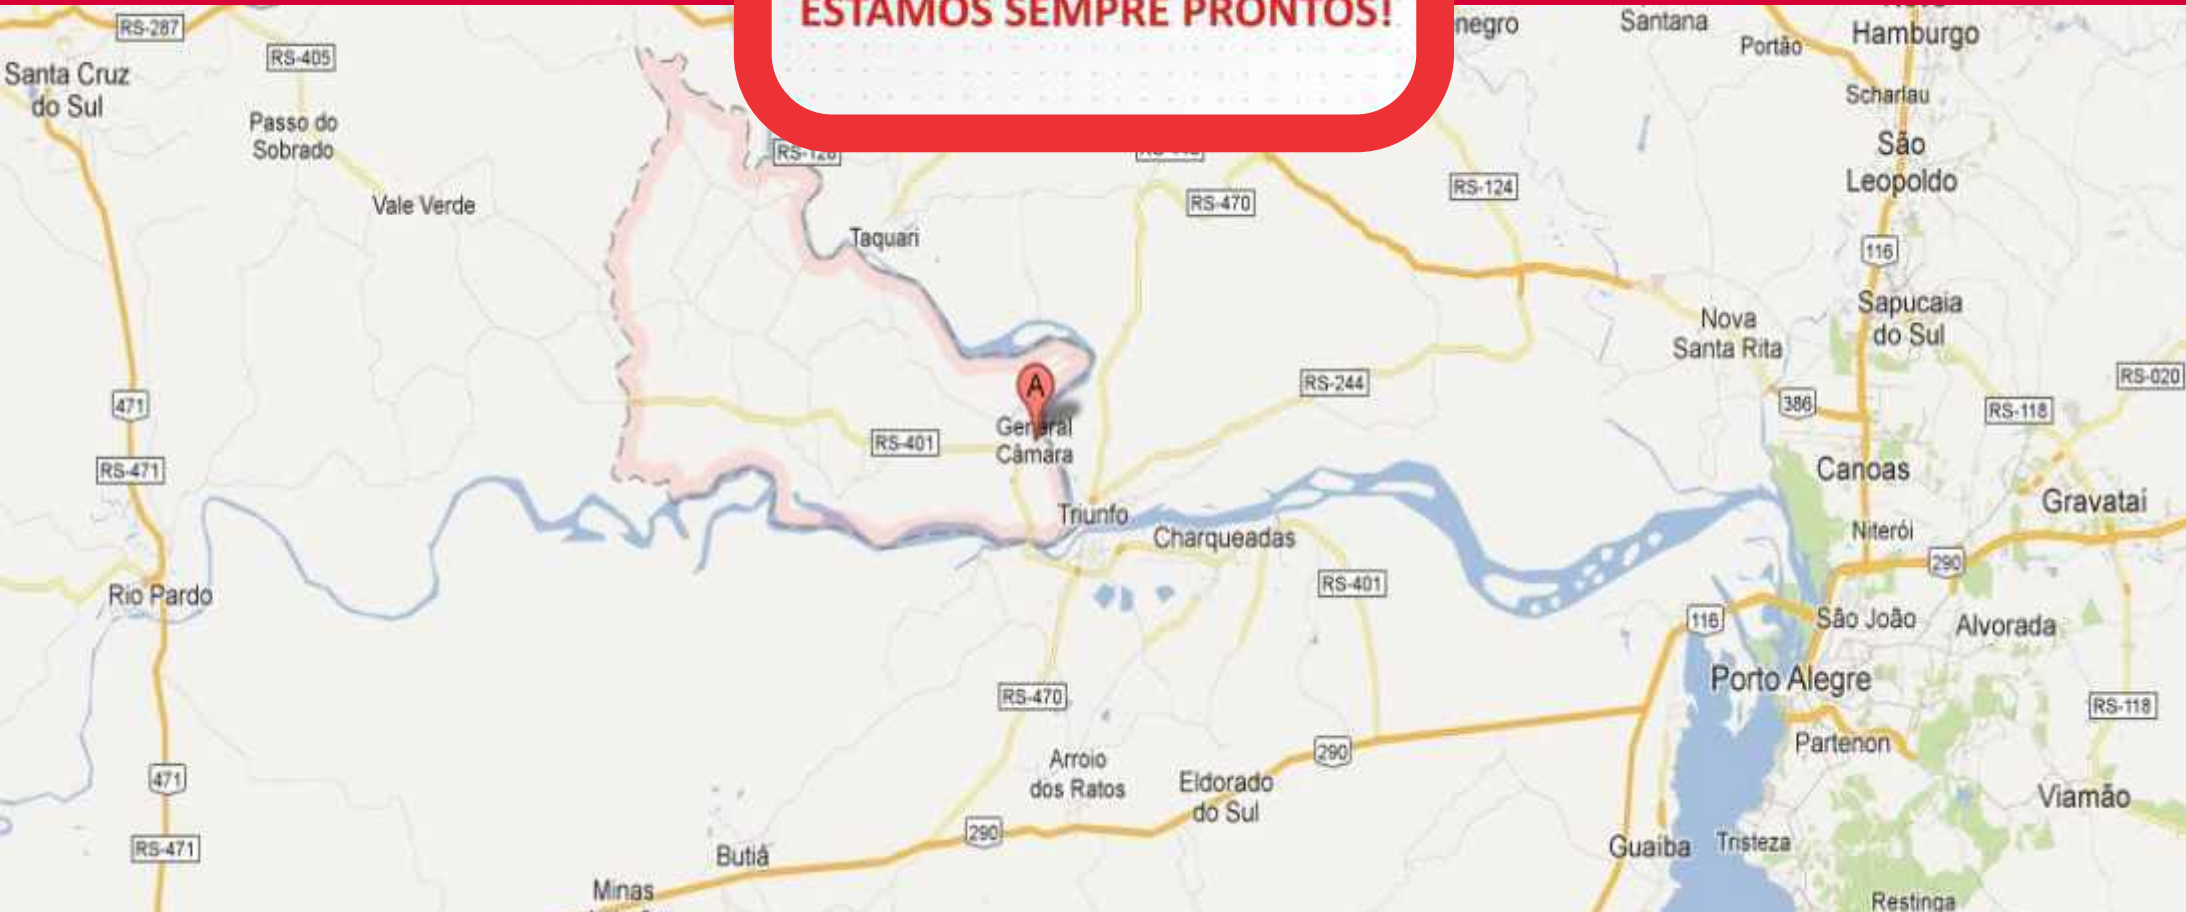 ESTAMOS SEMPRE PRONTOS!
RS-287
RS-405
Santa Cruz
do Sul
Passo do
Sobrado
Vale Verde
Santana
Portão
Hamburgo
Scharlau
São
Leopoldo
RS-124
RS-470
Taquari
116
Sapucaia
do Sul
Nova
Santa Rita
RS-244
386
RS-020
RS-118
471
A
General
Câmara
RS-401
RS-471
Canoas
Gravataí
Triunfo
Charqueadas
Niterói
290
RS-401
Rio Pardo
116
São João
Alvorada
Porto Alegre
RS-470
RS-118
Partenon
290
471
Arroio
dos Ratos
Eldorado
do Sul
Viamão
290
RS-471
Butiá
Guaiba
Tristeza
Minas
Restinga